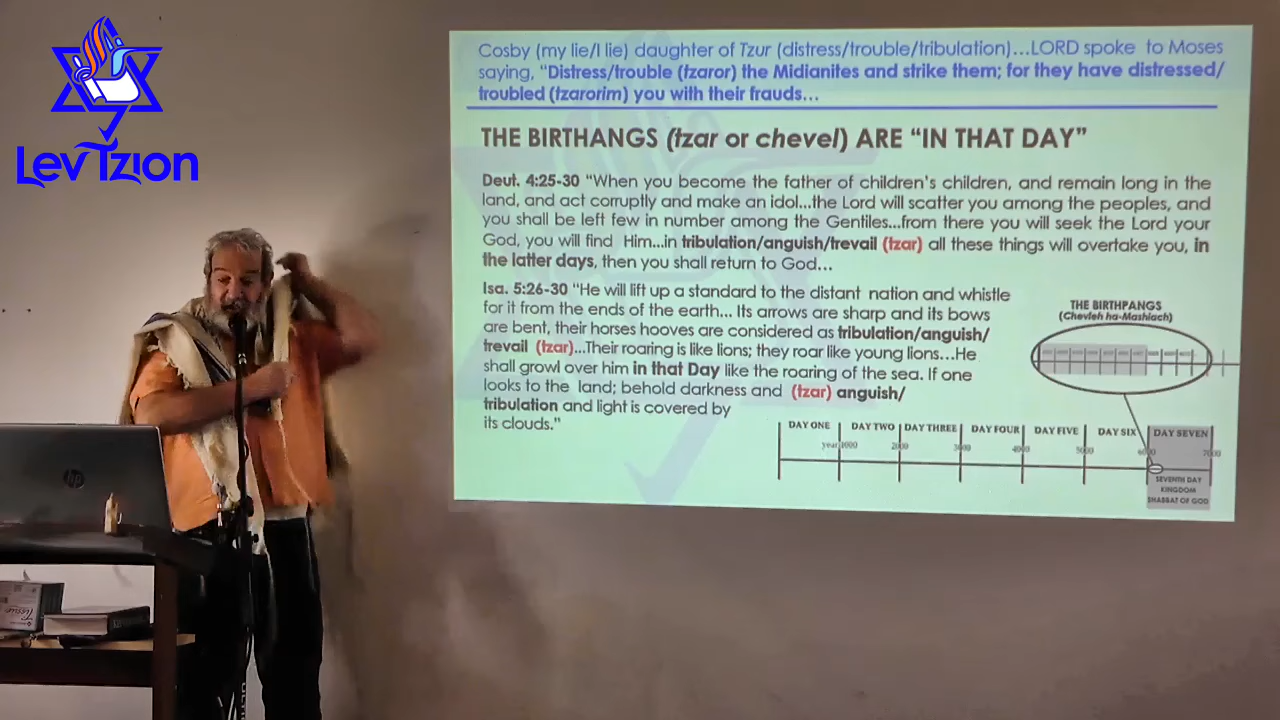 Lev Tzion
Cosby (my lie/I lie) daughter of Tzur (distress/trouble/tribulation)...LORD spoke to Moses
saying, “Distress/trouble (tzaror) the Midianites and strike them; for they have distressed/
troubled (tzarorim) you with their frauds...
THE BIRTHANGS (tzar or chevel) ARE “IN THAT DAY”
Deut. 4:25-30 “When you become the father of children’s children, and remain long in the
land, and act corruptly and make an idol...the Lord will scatter you among the peoples, and
you shall be left few in number among the Gentiles...from there you will seek the Lord your
God, you will find Him...in tribulation/anguish/trevail (tzar) all these things will overtake you, in
the latter days, then you shall return to God...
Isa. 5:26-30 “He will lift up a standard to the distant nation and whistle
for it from the ends of the earth... Its arrows are sharp and its bows
are bent, their horses hooves are considered as tribulation/anguish/
trevail (tzar)...Their roaring is like lions; they roar like young lions...He
shall growl over him in that Day like the roaring of the sea. If one
looks to the land; behold darkness and (tzar) anguish/
tribulation and light is covered by
its clouds.”
THE BIRTHPANGS
(Chevleh ha-Mashiach)
DAY ONE DAY TWO DAY THREE DAY FOUR DAY FIVE DAY SIX DAY SEVEN
year 1000 2000 3000 4000 5000 6000 7000
SEVENTH DAY
KINGDOM
SHABBAT OF GOD
hp